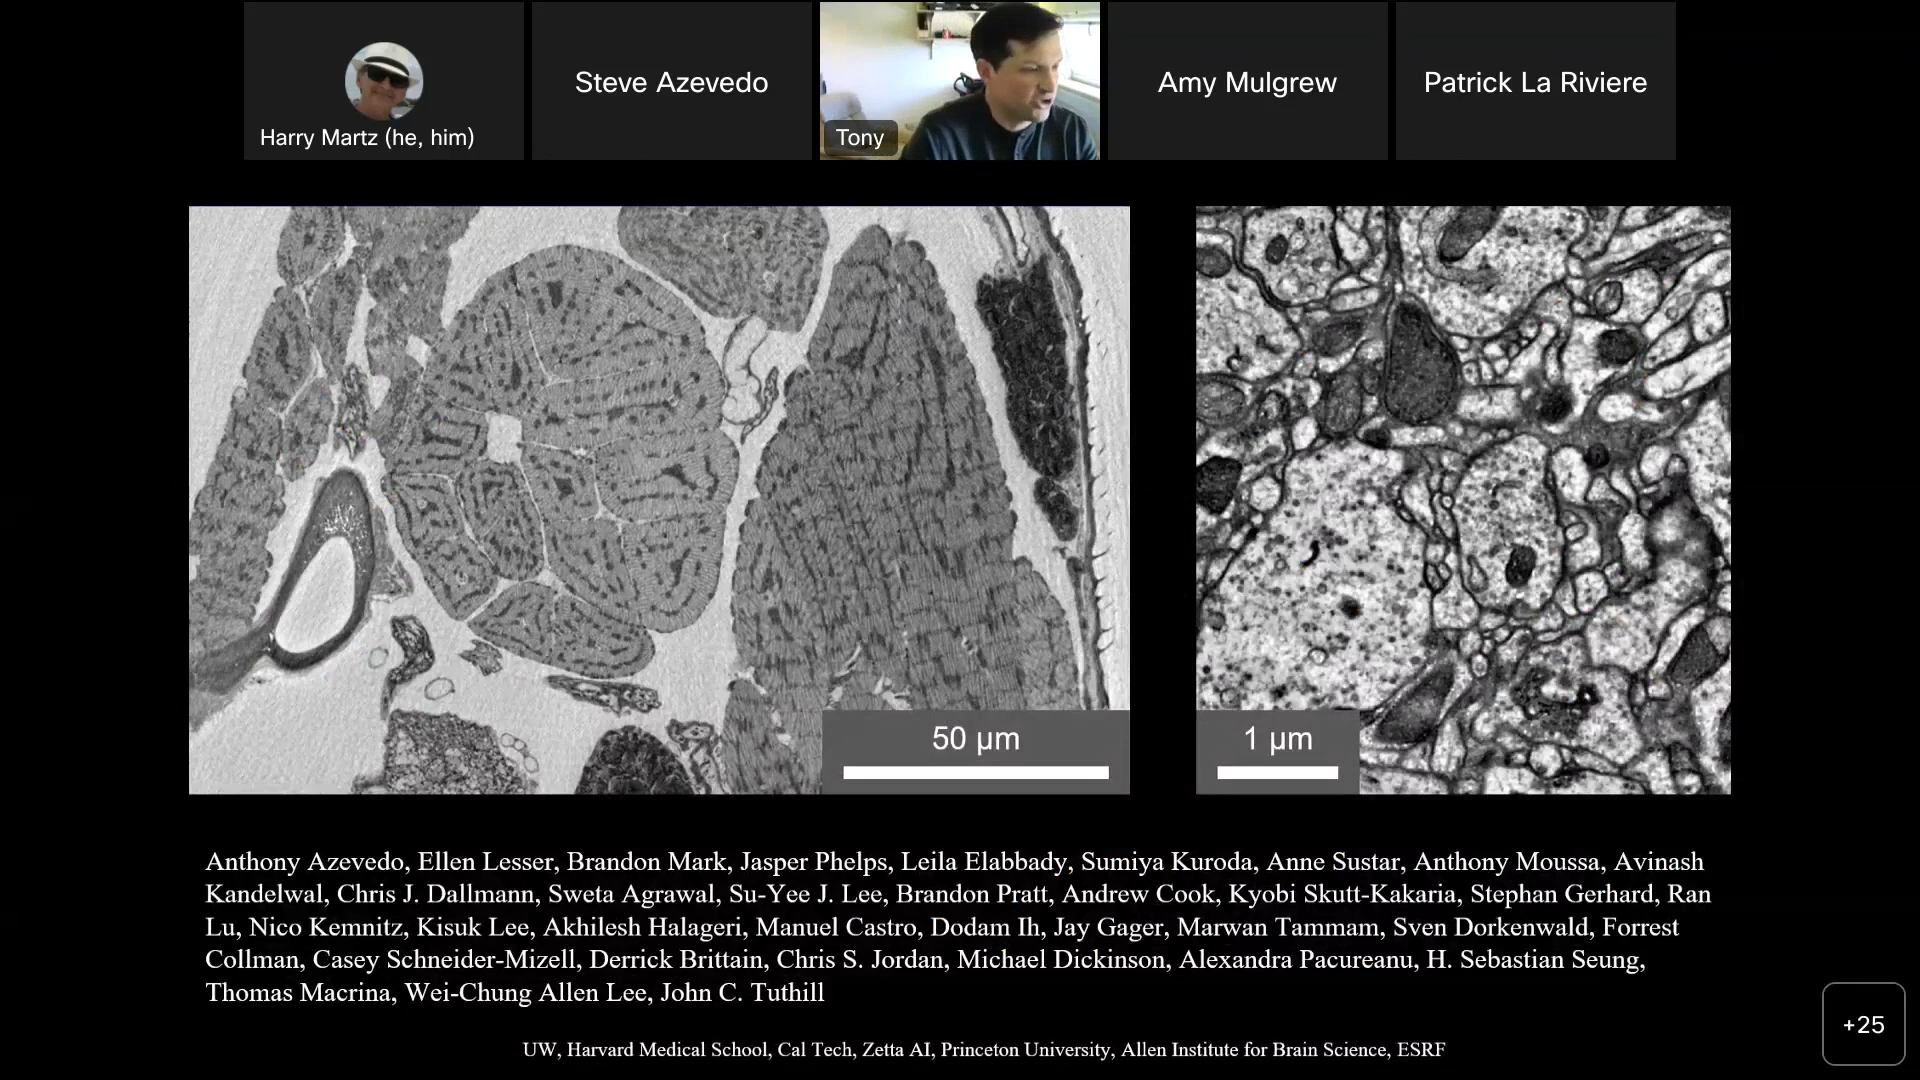 Harry Martz (he, him)
Steve Azevedo
Tony
Amy Mulgrew
Patrick La Riviere
50 µm
1 µm
Anthony Azevedo, Ellen Lesser, Brandon Mark, Jasper Phelps, Leila Elabbady, Sumiya Kuroda, Anne Sustar, Anthony Moussa, Avinash
Kandelwal, Chris J. Dallmann, Sweta Agrawal, Su-Yee J. Lee, Brandon Pratt, Andrew Cook, Kyobi Skutt-Kakaria, Stephan Gerhard, Ran
Lu, Nico Kemnitz, Kisuk Lee, Akhilesh Halageri, Manuel Castro, Dodam Ih, Jay Gager, Marwan Tammam, Sven Dorkenwald, Forrest
Collman, Casey Schneider-Mizell, Derrick Brittain, Chris S. Jordan, Michael Dickinson, Alexandra Pacureanu, H. Sebastian Seung,
Thomas Macrina, Wei-Chung Allen Lee, John C. Tuthill
+25
UW, Harvard Medical School, Cal Tech, Zetta AI, Princeton University, Allen Institute for Brain Science, ESRF